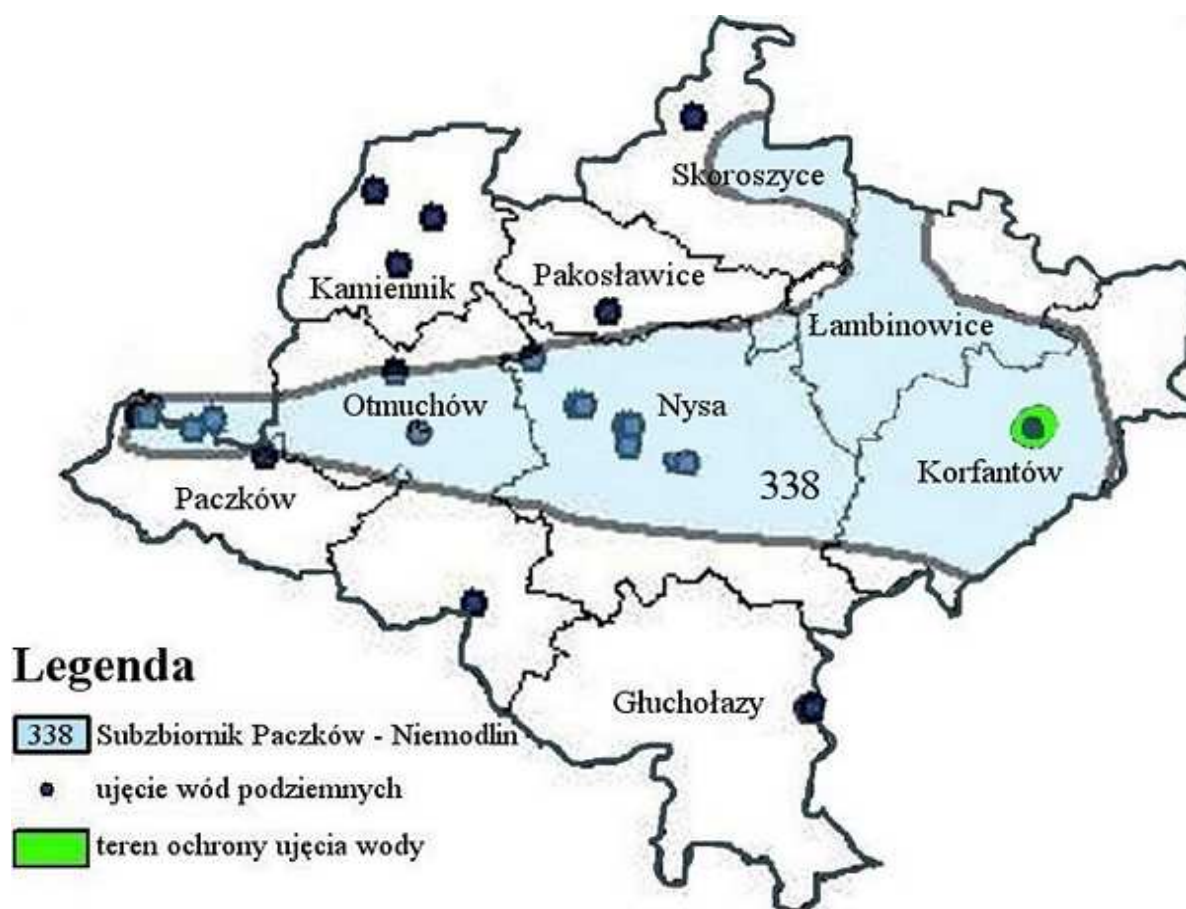 Skoroszyce
Pakosławice
Kamiennik
Łambinowice
Otmuchów
Nysa
Korfantów
338
Paczków
Głuchołazy
Legenda
338 Subzbiornik Paczków - Niemodlin
ujęcie wód podziemnych
teren ochrony ujęcia wody